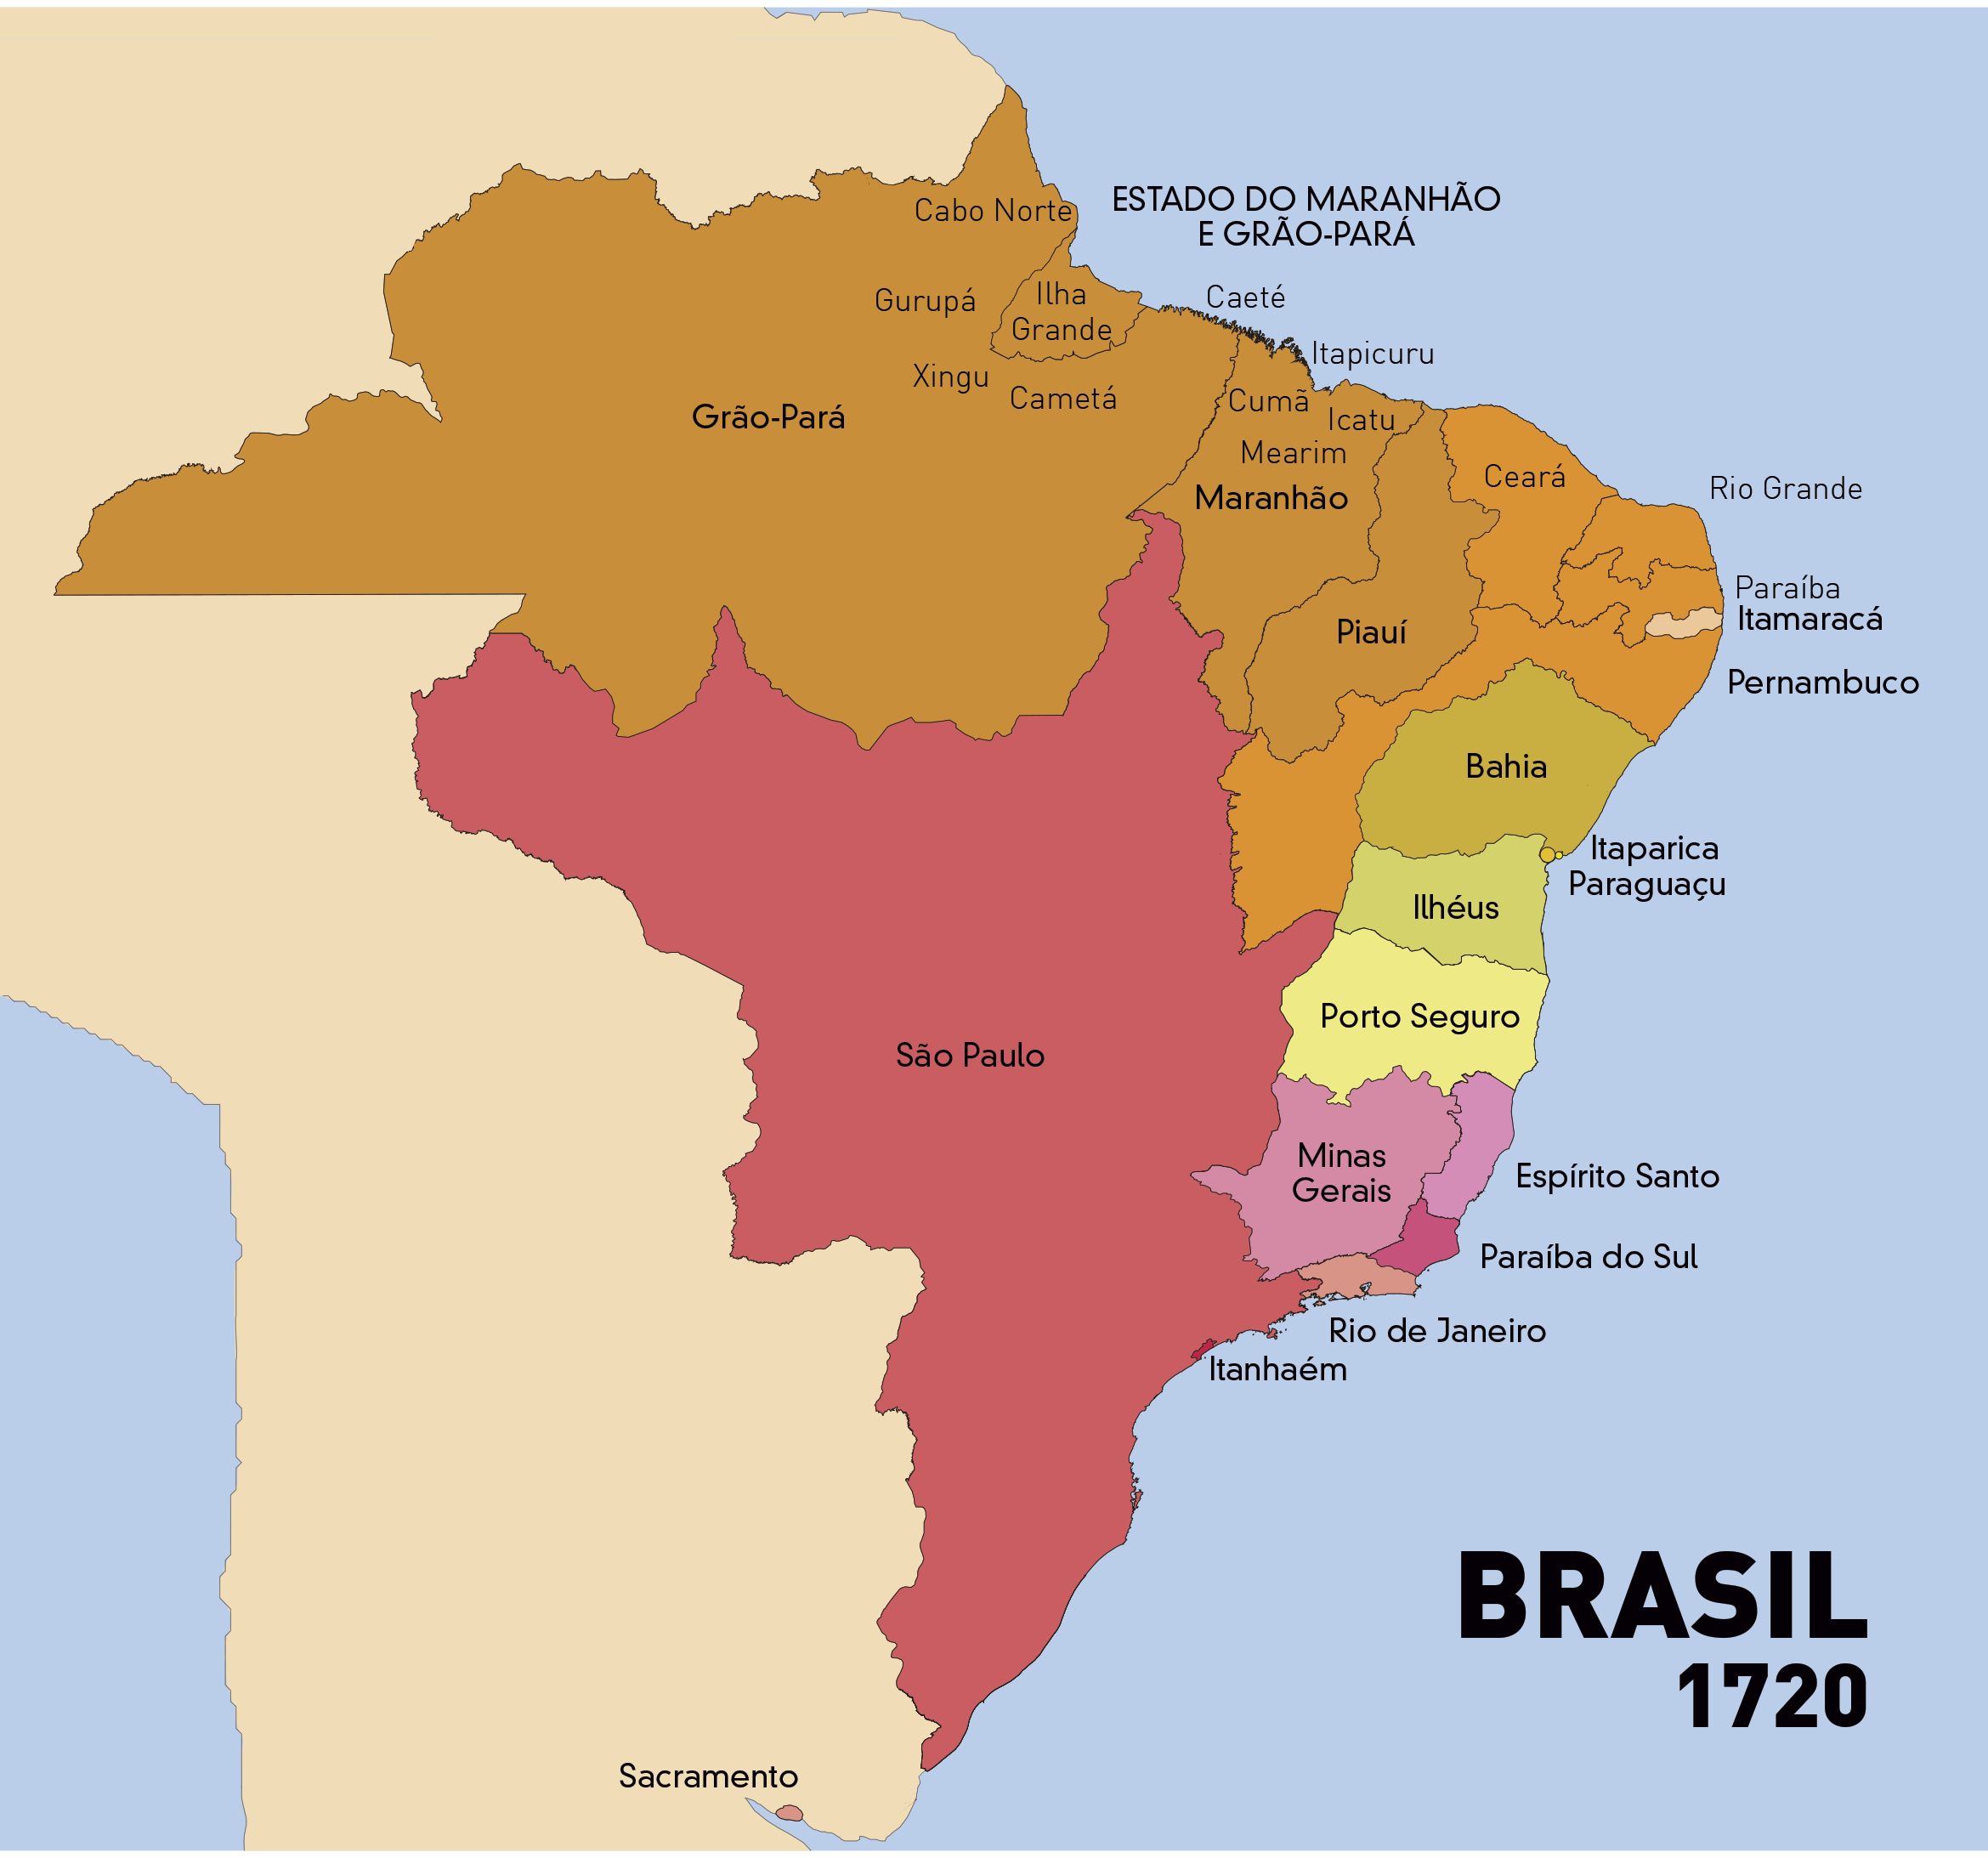 ESTADO DO MARANHÃO
E GRÃO-PARÁ
Cabo Norte
Gurupá
Ilha
Grande
Caeté
Itapicuru
Xingu
Cametá
Cumã
Icatu
Grão-Pará
Mearim
Maranhão
Ceará
Rio Grande
Paraíba
Itamaracá
Piauí
Pernambuco
Bahia
Itaparica
Paraguaçu
Ilhéus
Porto Seguro
São Paulo
Minas
Gerais
Espírito Santo
Paraíba do Sul
Rio de Janeiro
Itanhaém
BRASIL
1720
Sacramento